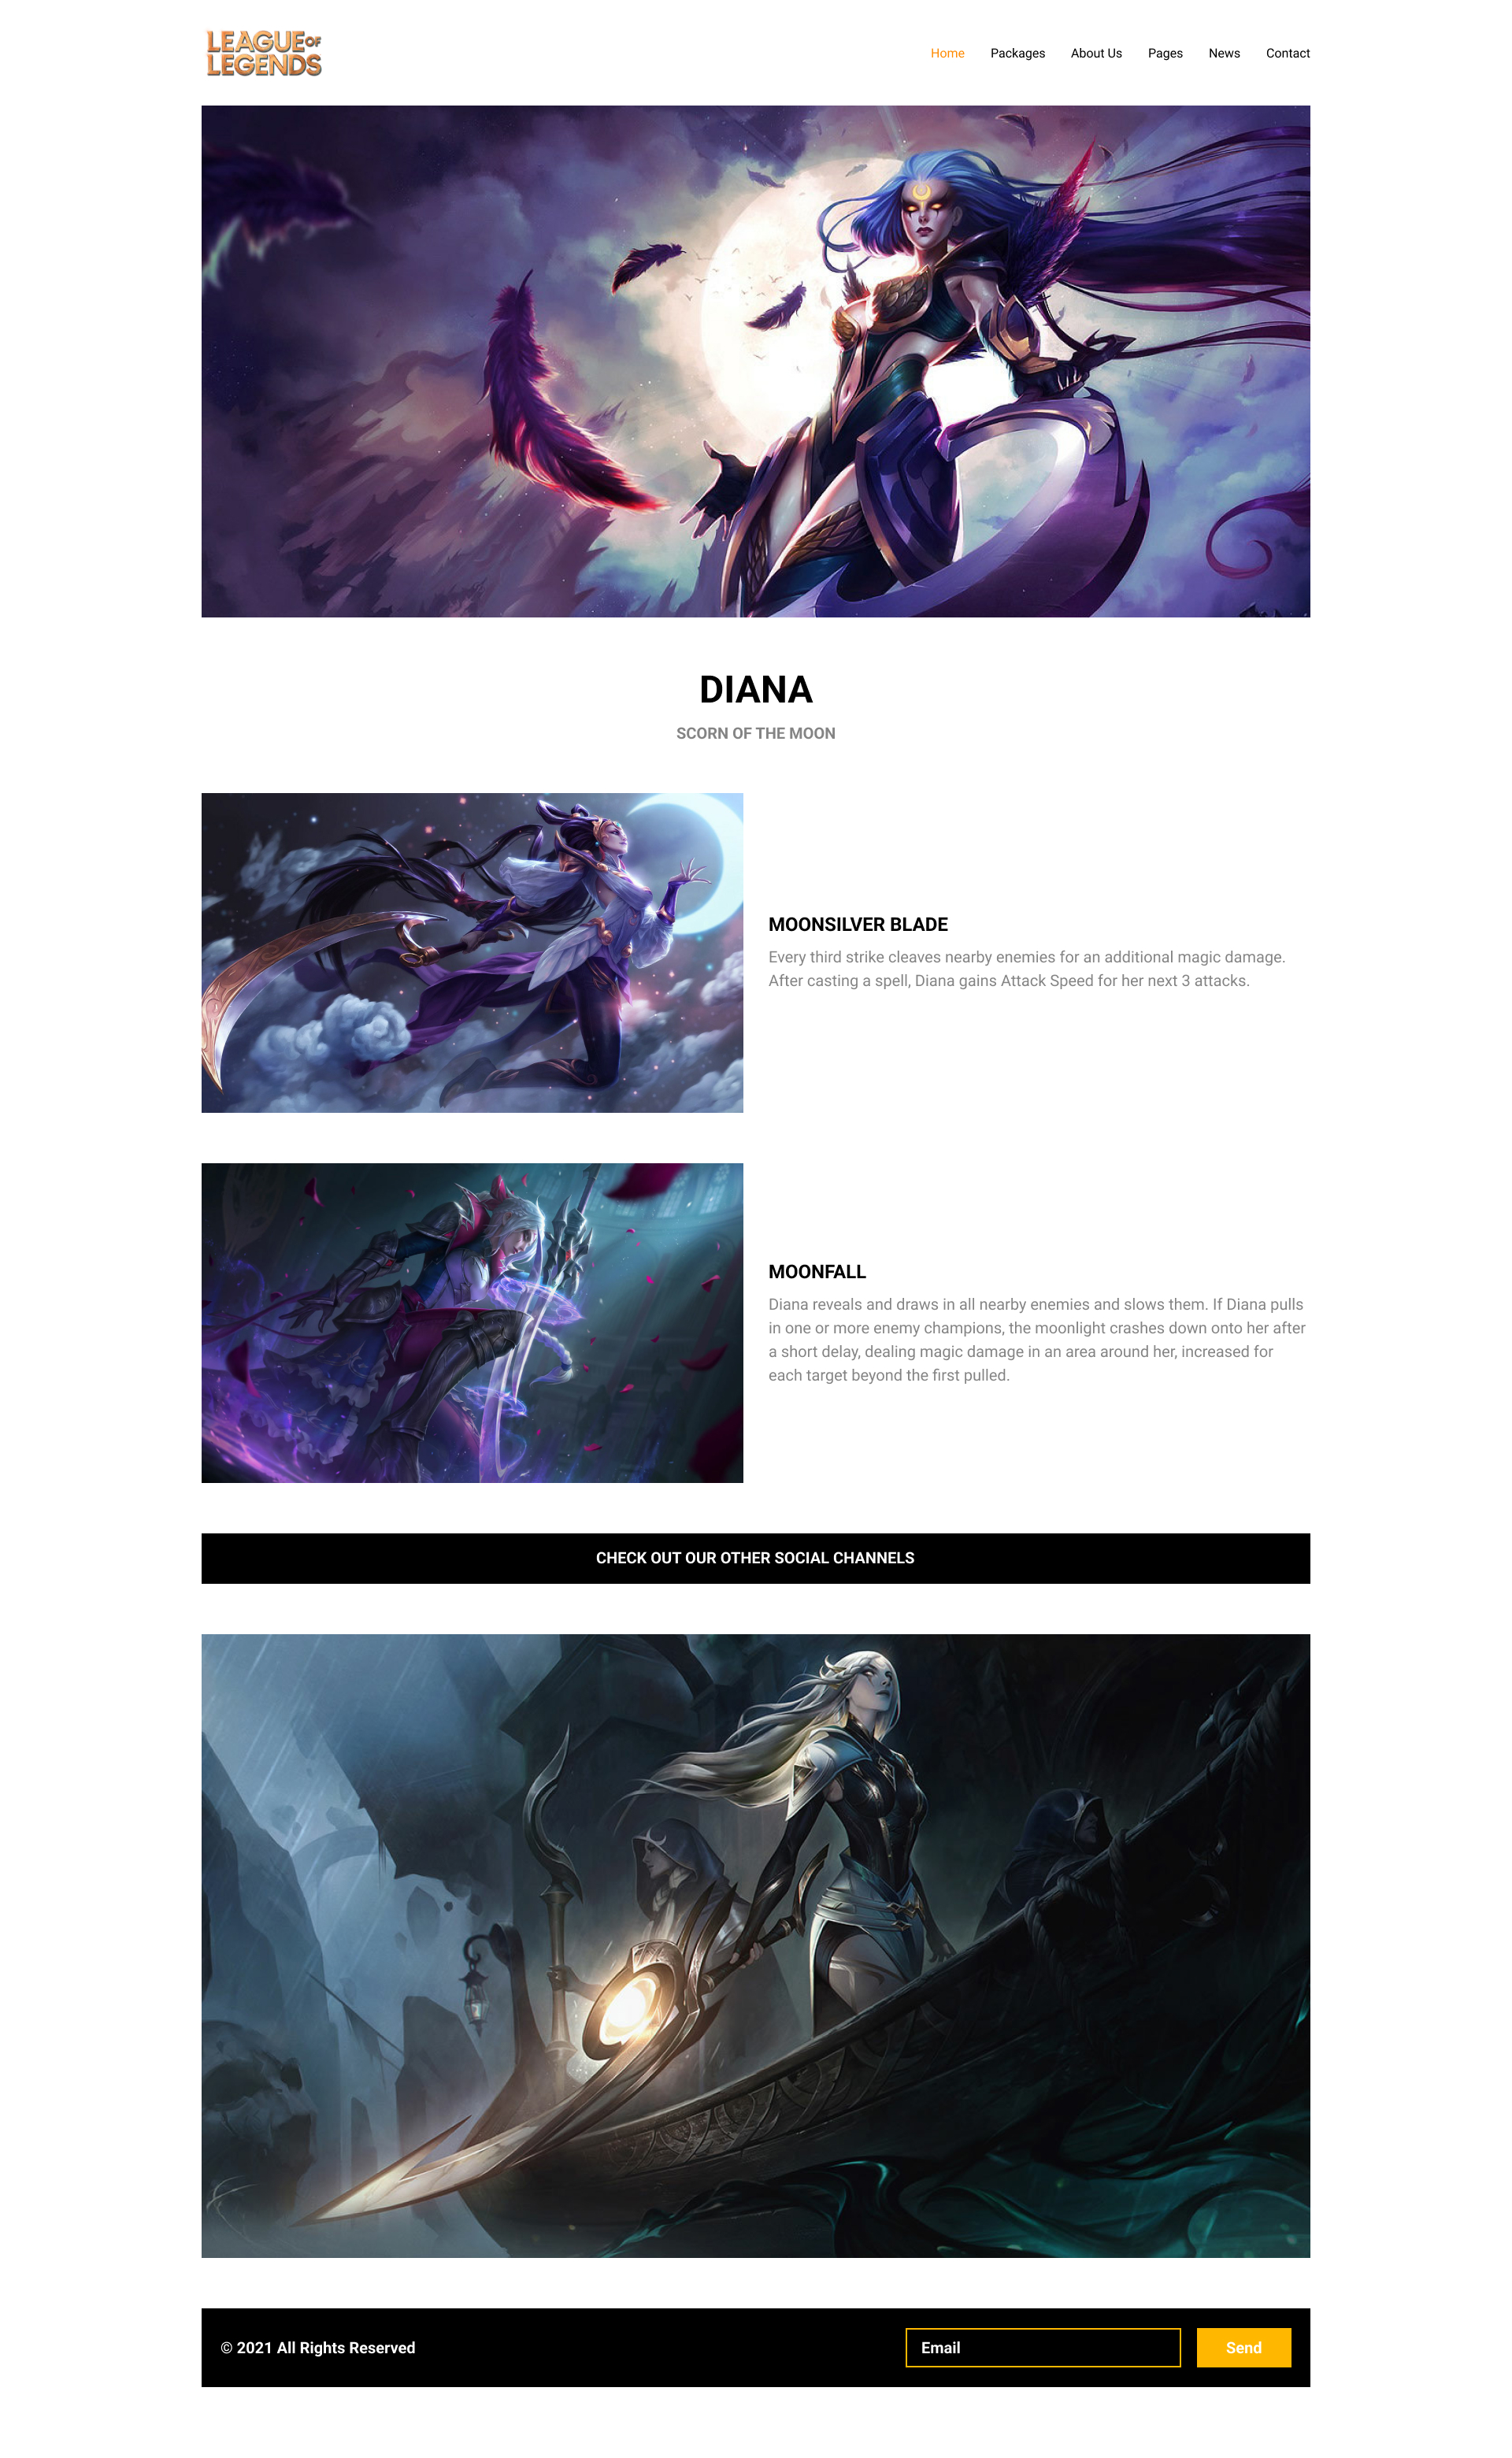 LEAGUE OF
LEGENDS
Home Packages About Us Pages News Contact
DIANA
SCORN OF THE MOON
MOONSILVER BLADE
Every third strike cleaves nearby enemies for an additional magic damage.
After casting a spell, Diana gains Attack Speed for her next 3 attacks.
MOONFALL
Diana reveals and draws in all nearby enemies and slows them. If Diana pulls
in one or more enemy champions, the moonlight crashes down onto her after
a short delay, dealing magic damage in an area around her, increased for
each target beyond the first pulled.
CHECK OUT OUR OTHER SOCIAL CHANNELS
© 2021 All Rights Reserved
Email
Send